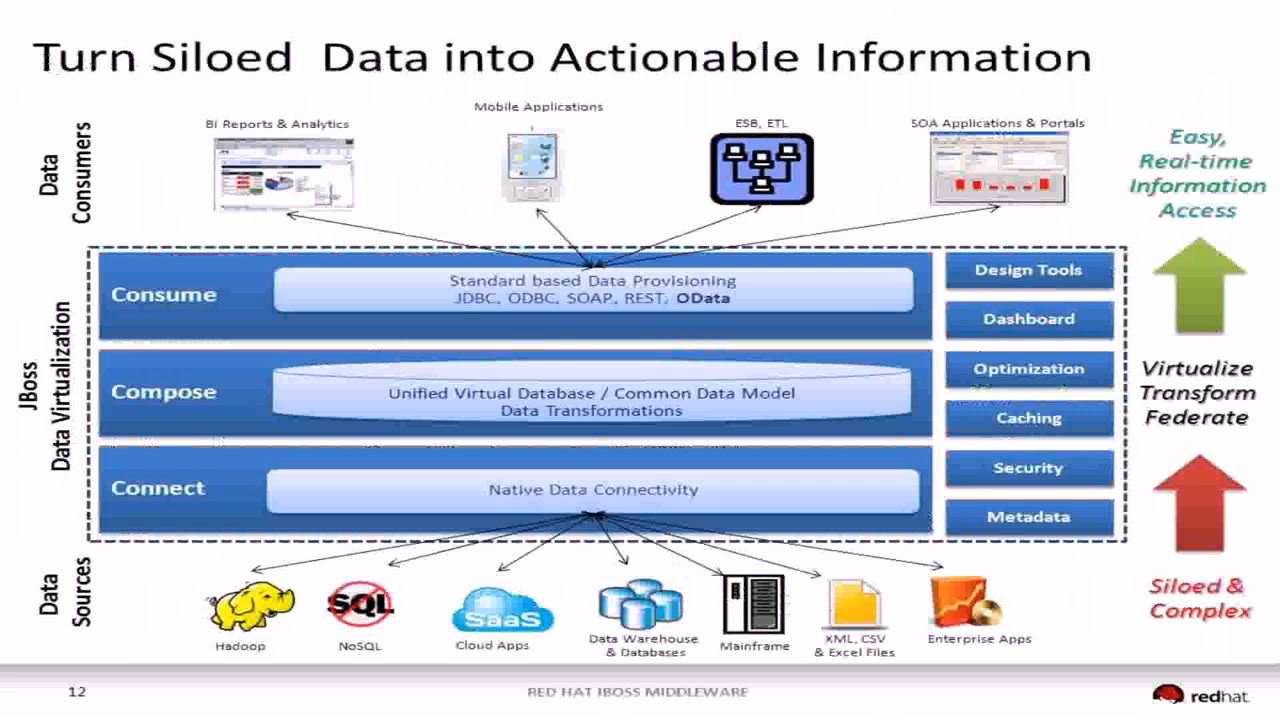 Turn Siloed Data into Actionable Information
Data
Consumers
BI Reports & Analytics
Mobile Applications
ESB, ETL
SOA Applications & Portals
Easy,
Real-time
Information
Access
JBoss
Data Virtualization
Consume
Standard based Data Provisioning
JDBC, ODBC, SOAP, REST, OData
Compose
Unified Virtual Database / Common Data Model
Data Transformations
Connect
Native Data Connectivity
Design Tools
Dashboard
Optimization
Caching
Security
Metadata
Virtualize
Transform
Federate
Siloed &
Complex
Data
Sources
Hadoop
SQL
NoSQL
SaaS
Cloud Apps
Data Warehouse
& Databases
Mainframe
XML, CSV
& Excel Files
Enterprise Apps
12
RED HAT JBOSS MIDDLEWARE
redhat.